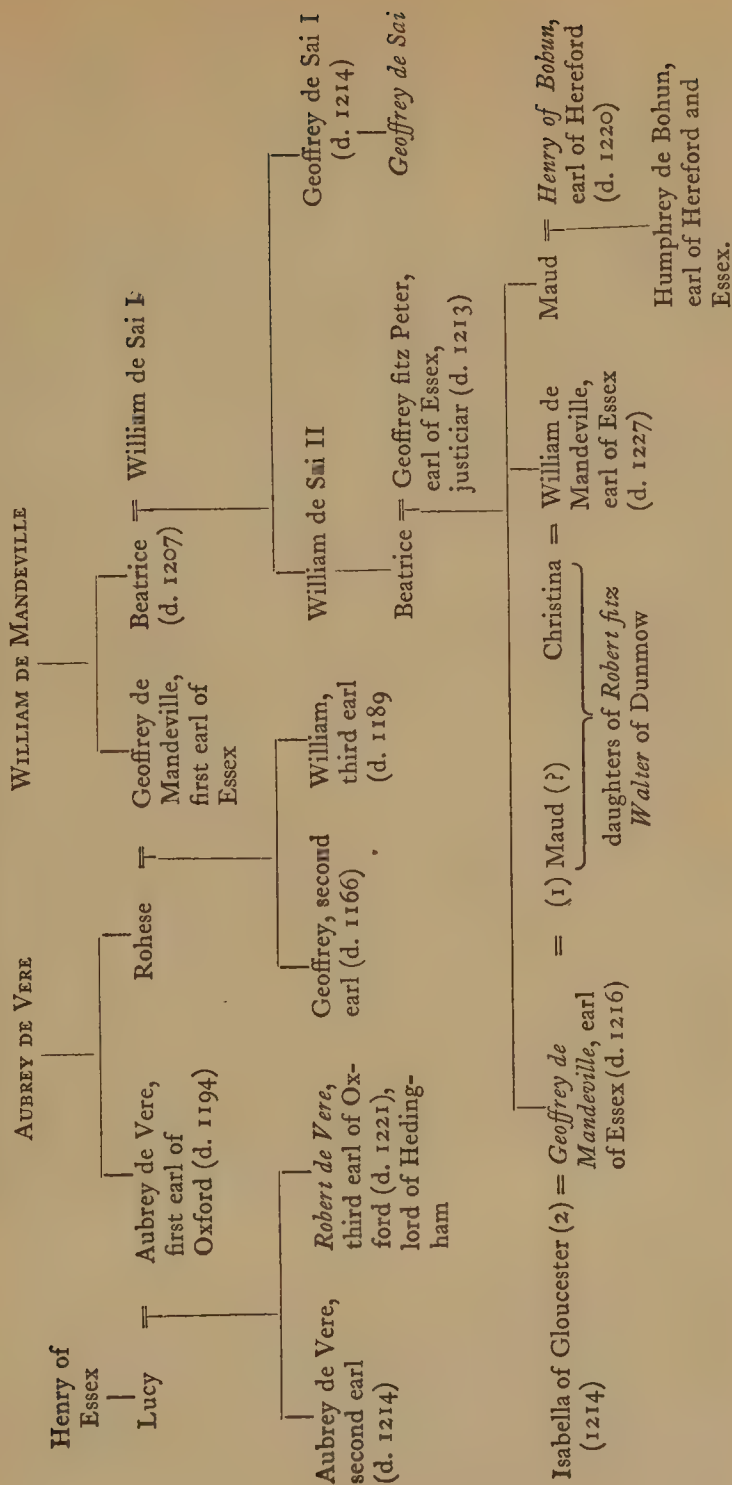 AUBREY DE VERE
WILLIAM DE MANDEVILLE
Henry of
Essex
Lucy
=
Aubrey de Vere,
first earl of
Oxford (d. 1194)
Rohese
=
Geoffrey de
Mandeville,
first earl of
Essex
Beatrice
(d. 1207)
=
William de Sai I
Aubrey de Vere,
second earl
(d. 1214)
Robert de Vere,
third earl of Ox-
ford (d. 1221),
lord of Heding-
ham
Geoffrey, second
earl (d. 1166)
William,
third earl
(d. 1189
William de Sai II
Geoffrey de Sai I
(d. 1214)
Beatrice
=
Geoffrey fitz Peter,
earl of Essex,
justiciar (d. 1213)
Geoffrey de Sai
Isabella of Gloucester (2) = Geoffrey de
(1214)
Mandeville, earl
of Essex (d. 1216)
=
(1) Maud (?)
Christina
daughters of Robert fitz
Walter of Dunmow
=
William de
Mandeville,
earl of Essex
(d. 1227)
Maud
=
Henry of Bohun,
earl of Hereford
(d. 1220)
Humphrey de Bohun,
earl of Hereford and
Essex.